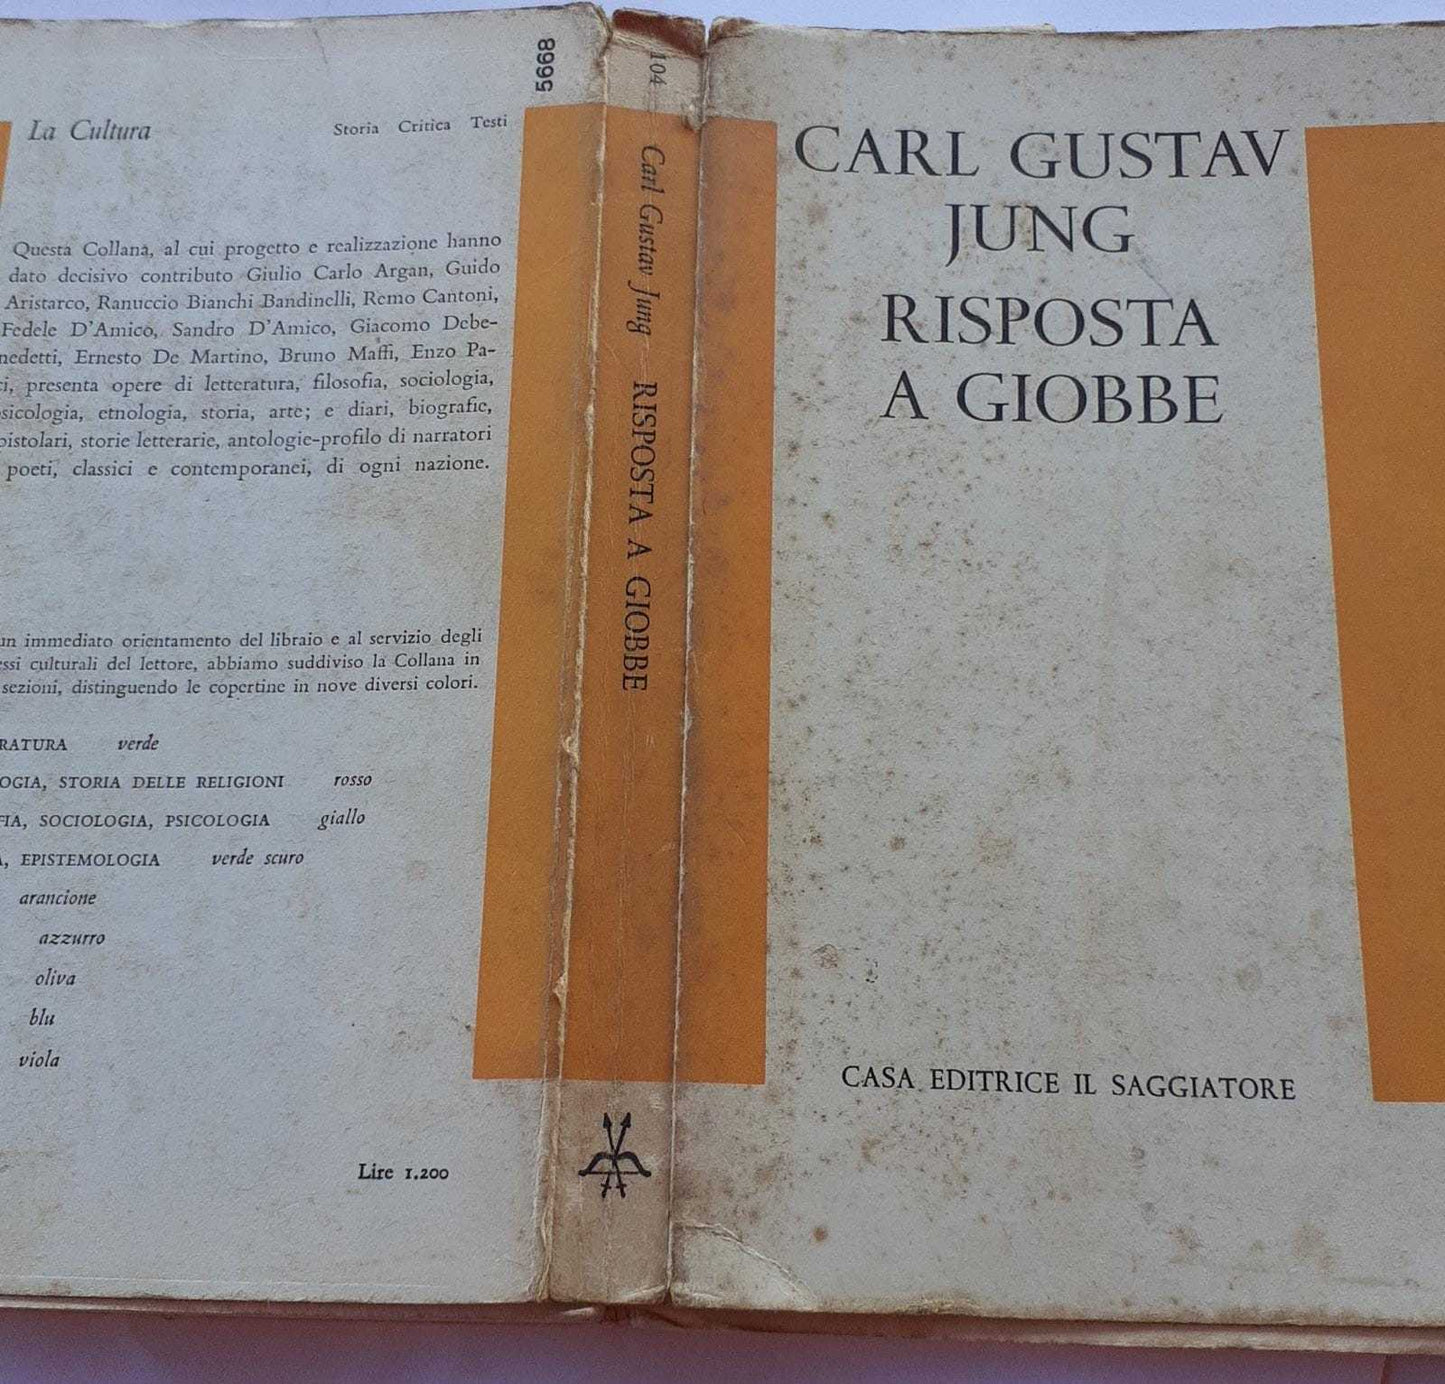 La Cultura
Storia Critica Testi
Questa Collana, al cui progetto e realizzazione hanno
dato decisivo contributo Giulio Carlo Argan, Guido
Aristarco, Ranuccio Bianchi Bandinelli, Remo Cantoni,
Fedele D'Amico, Sandro D'Amico, Giacomo Debe-
nedetti, Ernesto De Martino, Bruno Maffi, Enzo Pa-
ci, presenta opere di letteratura, filosofia, sociologia,
sicologia, etnologia, storia, arte; e diari, biografie,
pistolari, storie letterarie, antologie-profilo di narratori
poeti, classici e contemporanei, di ogni nazione.
un immediato orientamento del libraio e al servizio degli
essi culturali del lettore, abbiamo suddiviso la Collana in
sezioni, distinguendo le copertine in nove diversi colori.
RATURA verde
OGIA, STORIA DELLE RELIGIONI rosso
FIA, SOCIOLOGIA, PSICOLOGIA giallo
A, EPISTEMOLOGIA verde scuro
arancione
azzurro
oliva
blu
viola
Lire 1.200
5668
104
Carl Gustav Jung RISPOSTA A GIOBBE
CARL GUSTAV
JUNG
RISPOSTA
A GIOBBE
CASA EDITRICE IL SAGGIATORE